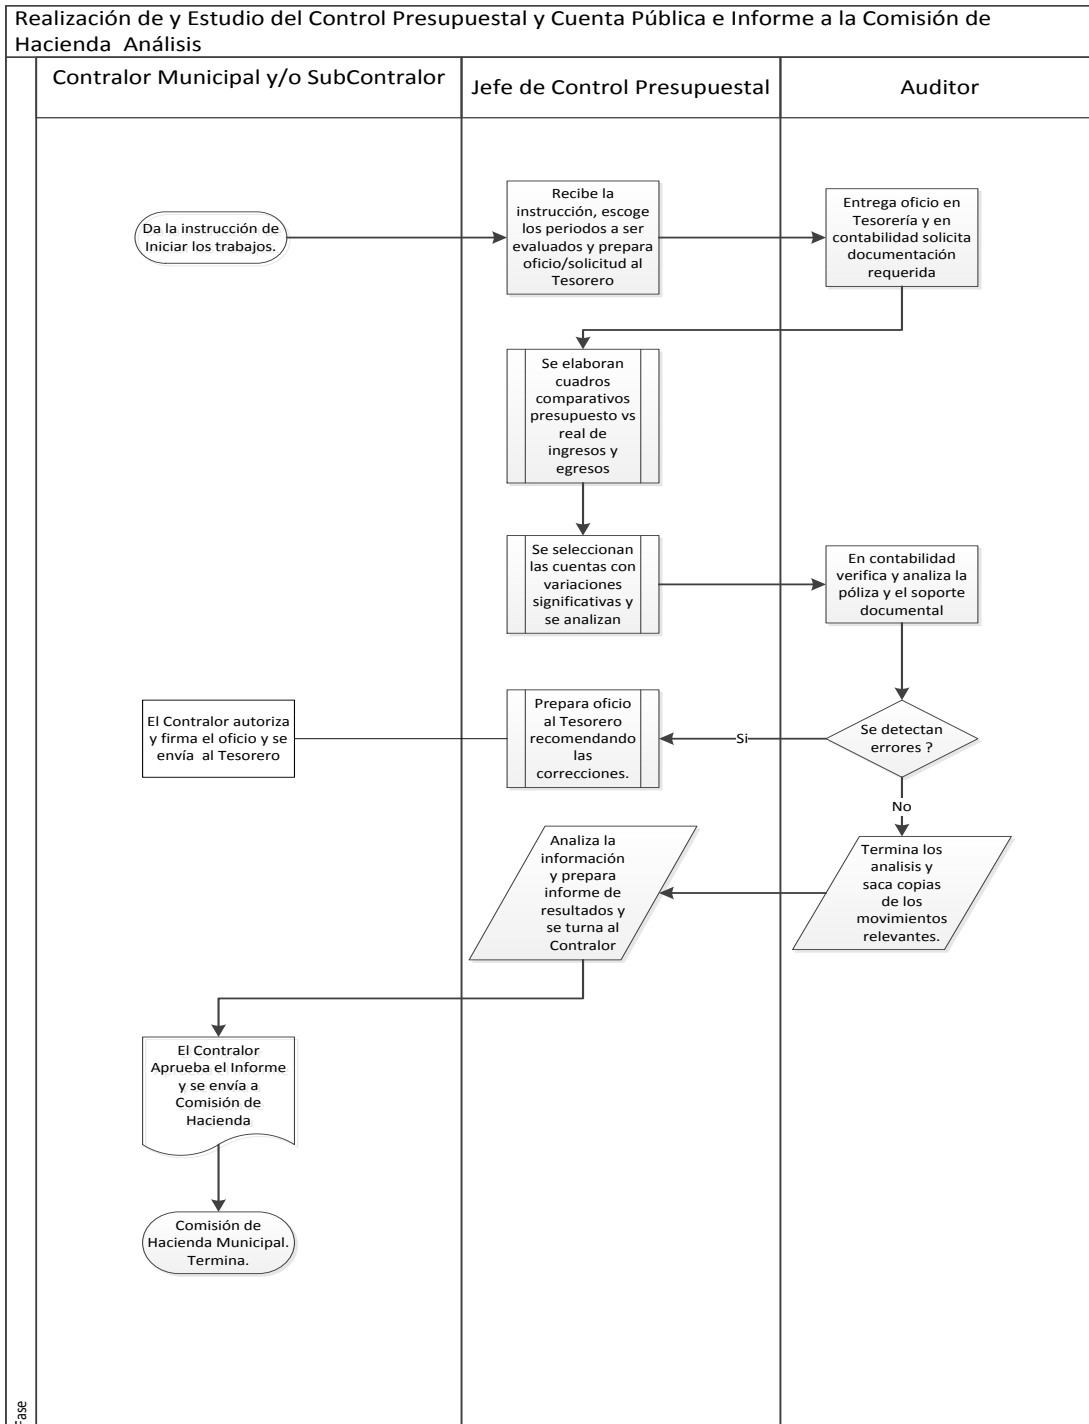 Realización de y Estudio del Control Presupuestal y Cuenta Pública e Informe a la Comisión de
Hacienda  Análisis
Contralor Municipal y/o SubContralor
Jefe de Control Presupuestal
Auditor
Da la instrucción de
Iniciar los trabajos.
Recibe la
instrucción, escoge
los periodos a ser
evaluados y prepara
oficio/solicitud al
Tesorero
Entrega oficio en
Tesorería y en
contabilidad solicita
documentación
requerida
Se elaboran
cuadros
comparativos
presupuesto vs
real de
ingresos y
egresos
Se seleccionan
las cuentas con
variaciones
significativas y
se analizan
En contabilidad
verifica y analiza la
póliza y el soporte
documental
Se detectan
errores ?
Si
Prepara oficio
al Tesorero
recomendando
las
correcciones.
El Contralor autoriza
y firma el oficio y se
envía  al Tesorero
No
Termina los
analisis y
saca copias
de los
movimientos
relevantes.
Analiza la
información
y prepara
informe de
resultados y
se turna al
Contralor
El Contralor
Aprueba el Informe
y se envía a
Comisión de
Hacienda
Comisión de
Hacienda Municipal.
Termina.
Fase